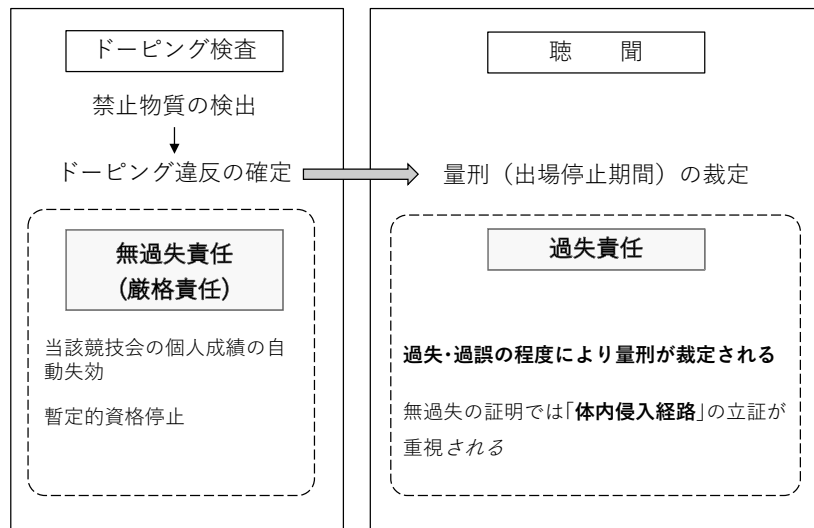 ドーピング検査
禁止物質の検出
ドーピング違反の確定
無過失責任
(厳格責任)
当該競技会の個人成績の自
動失効
暫定的資格停止
聴　聞
量刑（出場停止期間）の裁定
過失責任
過失・過誤の程度により量刑が裁定される
無過失の証明では「体内侵入経路」の立証が
重視される